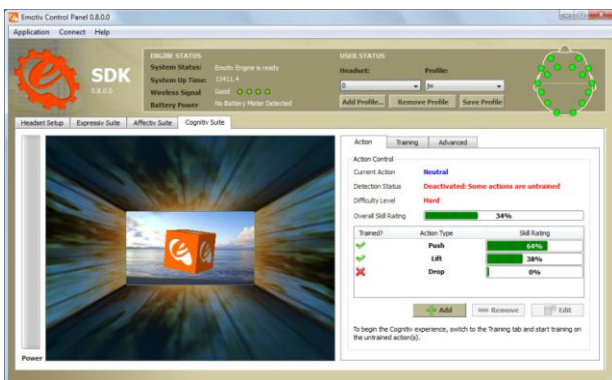 Emotiv Control Panel 0.8.0.0
Application Connect Help
SDK
0.8.0.0
ENGINE STATUS
System Status: Emotiv Engine is ready
System Up Time: 13411.4
Wireless Signal Good
Battery Power No Battery Meter Detected
USER STATUS
Headset: Profile:
0 jm
Add Profile... Remove Profile Save Profile
Headset Setup Expressiv Suite Affectiv Suite Cognitiv Suite
Power
Action Training Advanced
Action Control
Current Action Neutral
Detection Status Deactivated: Some actions are untrained
Difficulty Level Hard
Overall Skill Rating 34%
Trained? Action Type Skill Rating
Push 64%
Lift 38%
Drop 0%
Add Remove Edit
To begin the Cognitiv experience, switch to the Training tab and start training on
the untrained action(s).